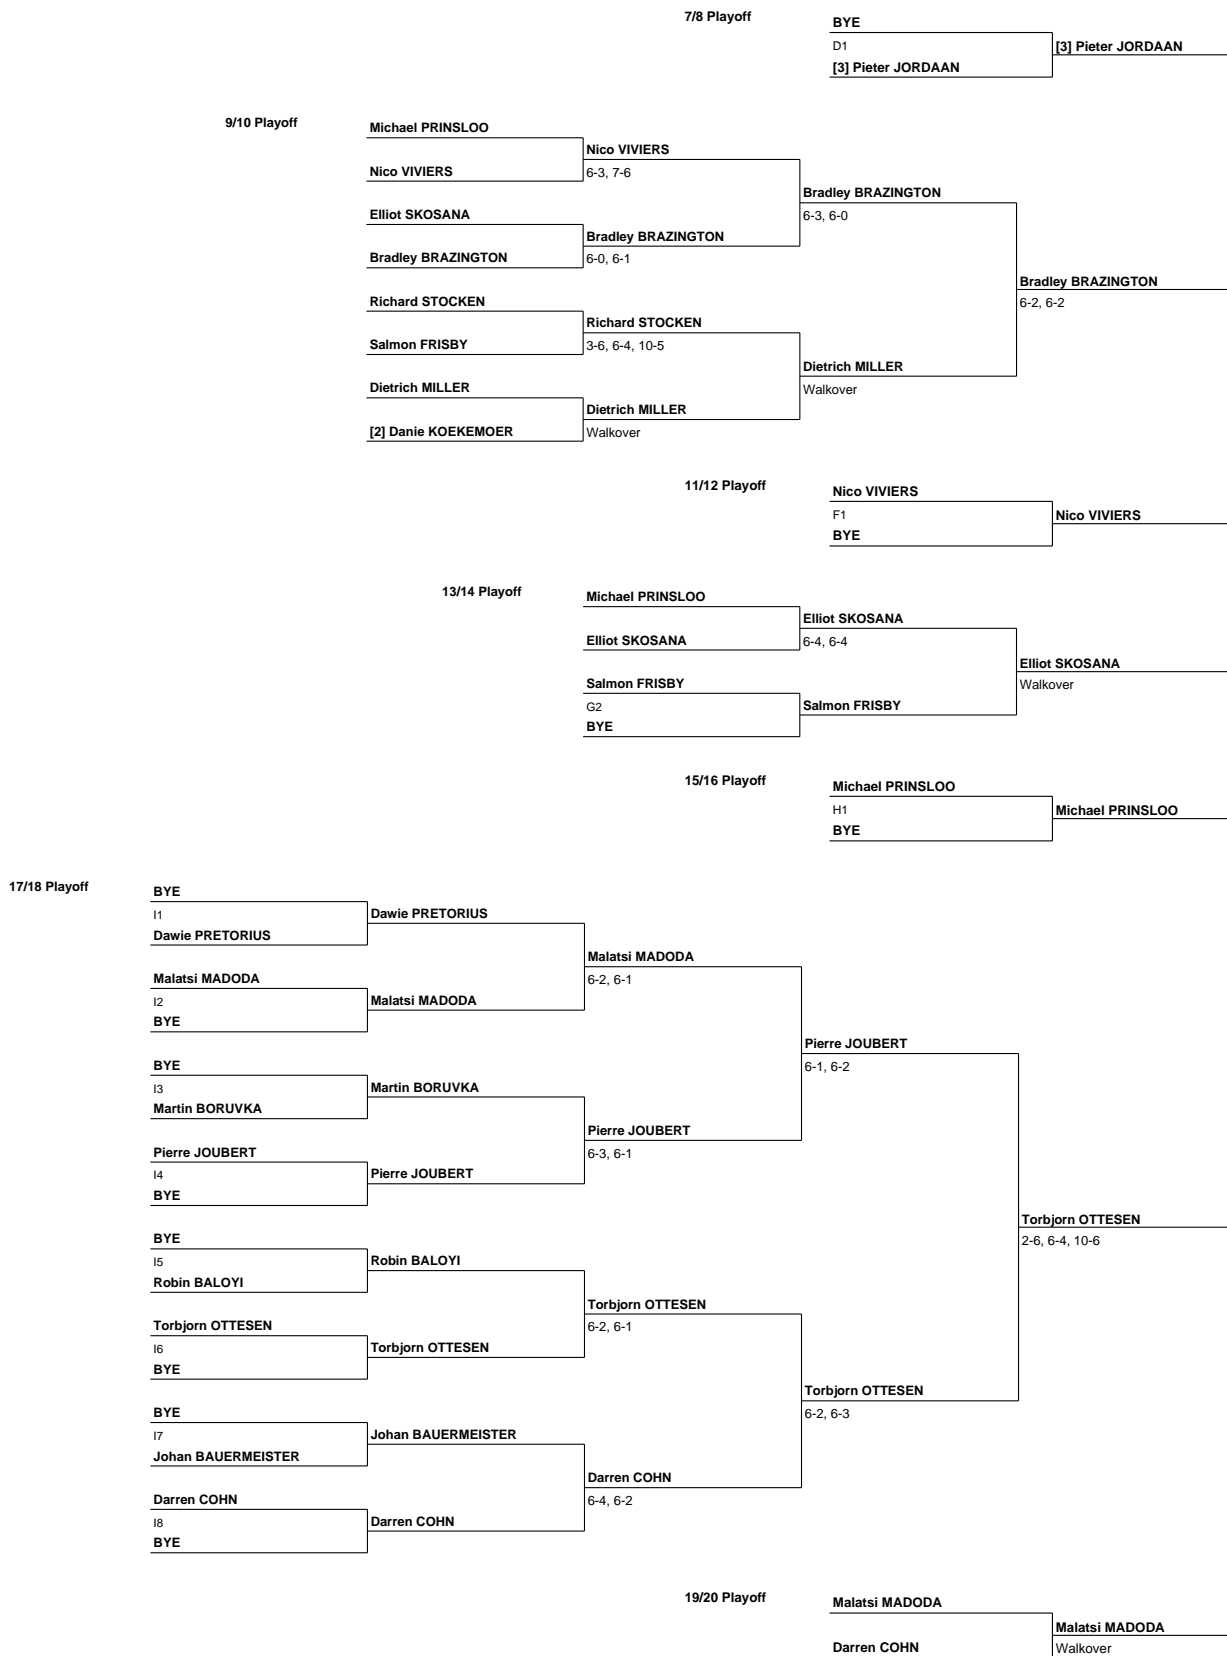 7/8 Playoff
BYE
D1
[3] Pieter JORDAAN
[3] Pieter JORDAAN
9/10 Playoff
Michael PRINSLOO
Nico VIVIERS
Nico VIVIERS
6-3, 7-6
Bradley BRAZINGTON
6-3, 6-0
Elliot SKOSANA
Bradley BRAZINGTON
Bradley BRAZINGTON
6-0, 6-1
Bradley BRAZINGTON
6-2, 6-2
Richard STOCKEN
Richard STOCKEN
Salmon FRISBY
3-6, 6-4, 10-5
Dietrich MILLER
Walkover
Dietrich MILLER
Dietrich MILLER
[2] Danie KOEKEMOER
Walkover
11/12 Playoff
Nico VIVIERS
F1
Nico VIVIERS
BYE
13/14 Playoff
Michael PRINSLOO
Elliot SKOSANA
Elliot SKOSANA
6-4, 6-4
Elliot SKOSANA
Walkover
Salmon FRISBY
G2
Salmon FRISBY
BYE
15/16 Playoff
Michael PRINSLOO
H1
Michael PRINSLOO
BYE
17/18 Playoff
BYE
I1
Dawie PRETORIUS
Dawie PRETORIUS
Malatsi MADODA
6-2, 6-1
Malatsi MADODA
I2
Malatsi MADODA
BYE
Pierre JOUBERT
6-1, 6-2
BYE
I3
Martin BORUVKA
Martin BORUVKA
Pierre JOUBERT
6-3, 6-1
Pierre JOUBERT
I4
Pierre JOUBERT
BYE
Torbjorn OTTESEN
2-6, 6-4, 10-6
BYE
I5
Robin BALOYI
Robin BALOYI
Torbjorn OTTESEN
6-2, 6-1
Torbjorn OTTESEN
I6
Torbjorn OTTESEN
BYE
Torbjorn OTTESEN
6-2, 6-3
BYE
I7
Johan BAUERMEISTER
Johan BAUERMEISTER
Darren COHN
6-4, 6-2
Darren COHN
I8
Darren COHN
BYE
19/20 Playoff
Malatsi MADODA
Malatsi MADODA
Darren COHN
Walkover